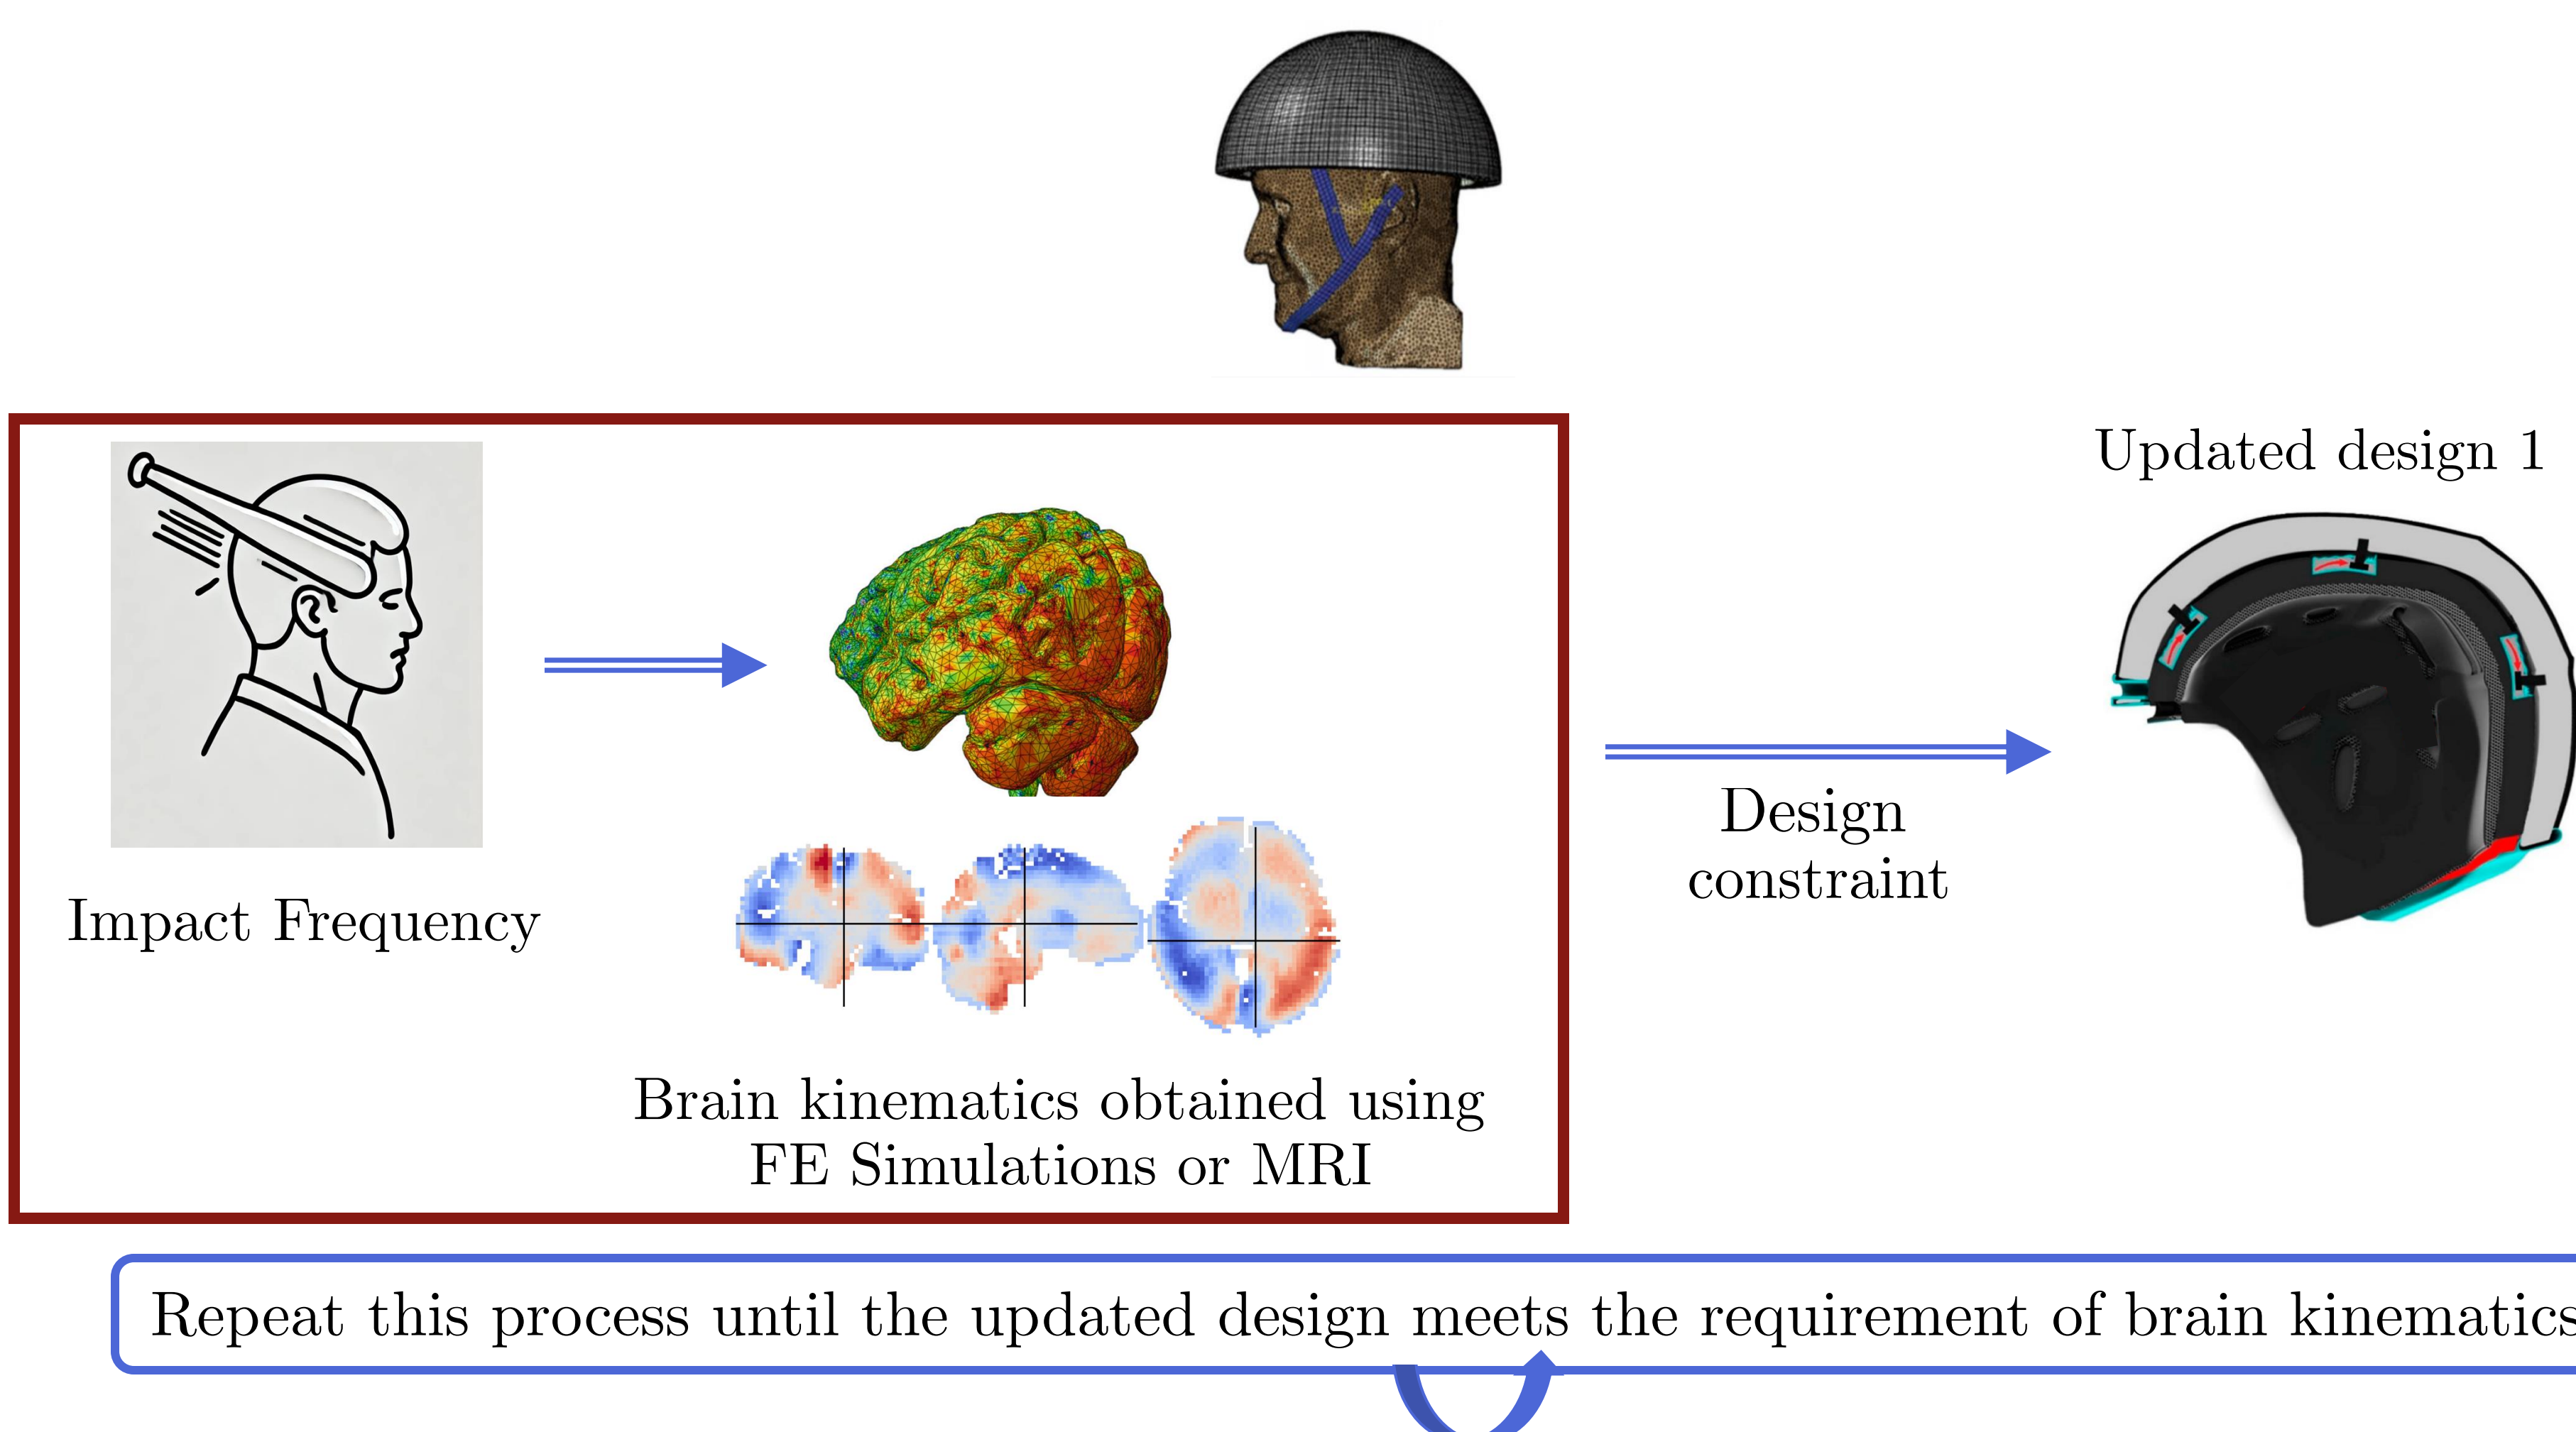 Updated design 1
Impact Frequency
Design
constraint
Brain kinematics obtained using
FE Simulations or MRI
Repeat this process until the updated design meets the requirement of brain kinematics